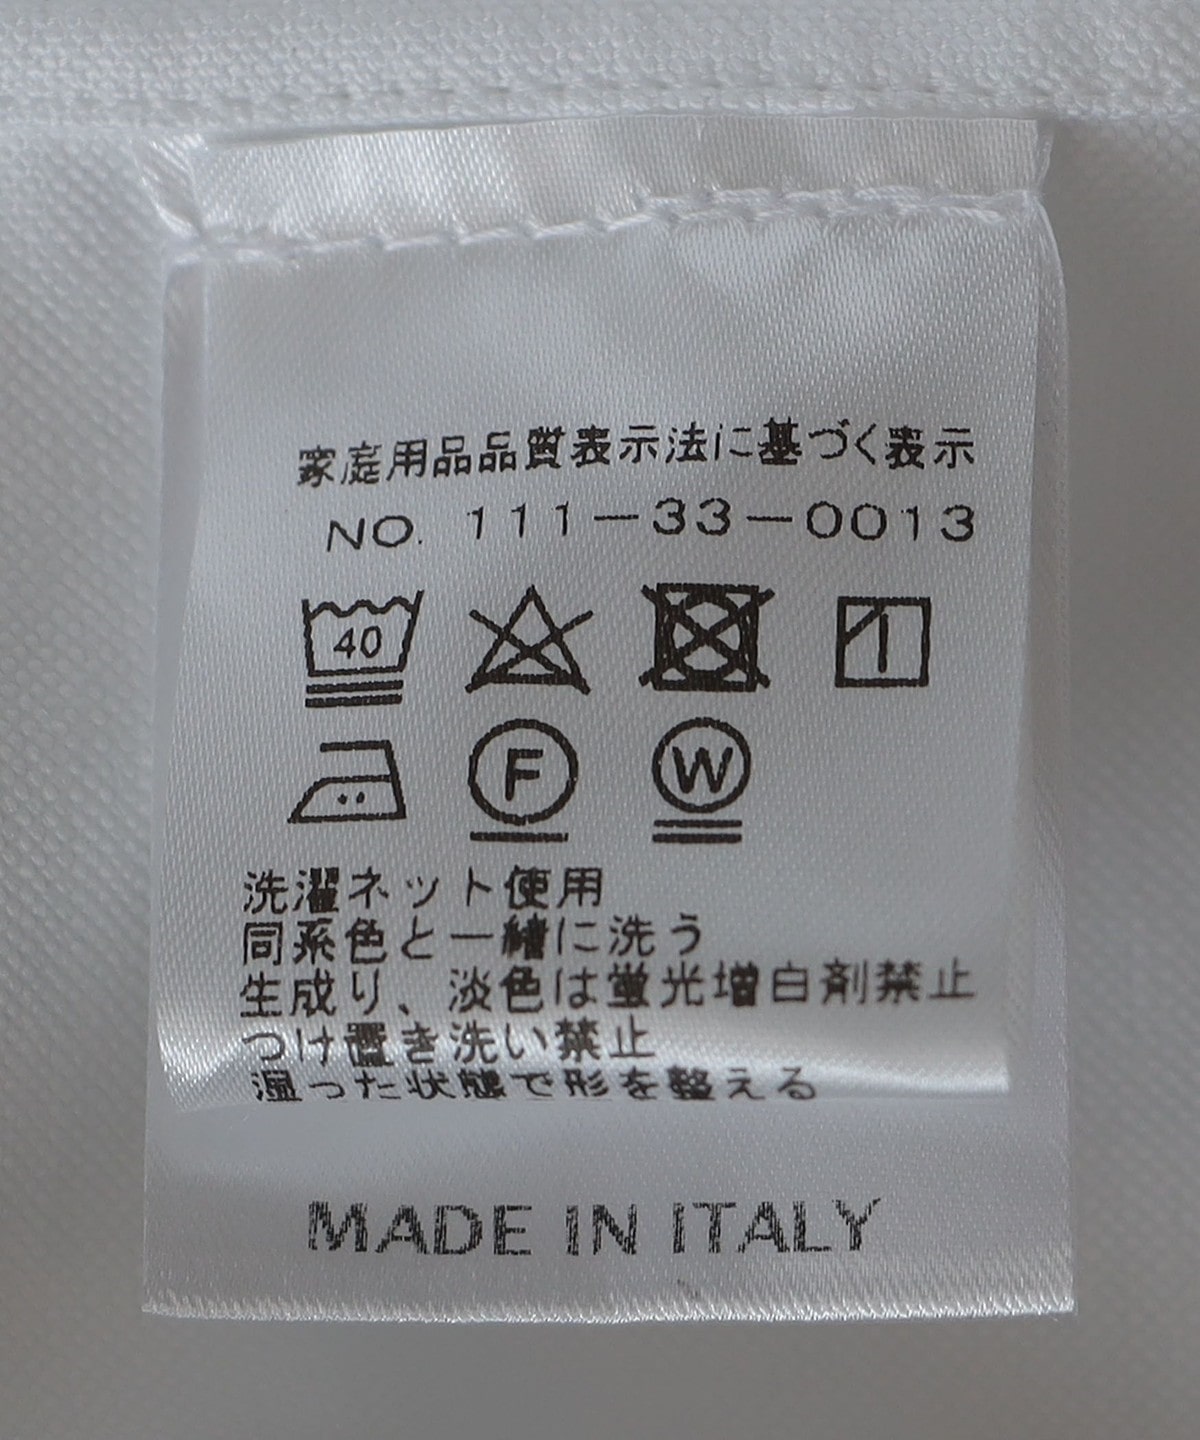 家庭用品品質表示法に基づく表示
NO. 111-33-0013
40
F
W
洗濯ネット使用
同系色と一緒に洗う
生成り、淡色は蛍光増白剤禁止
つけ置き洗い禁止
湿った状態で形を整える
MADE IN ITALY